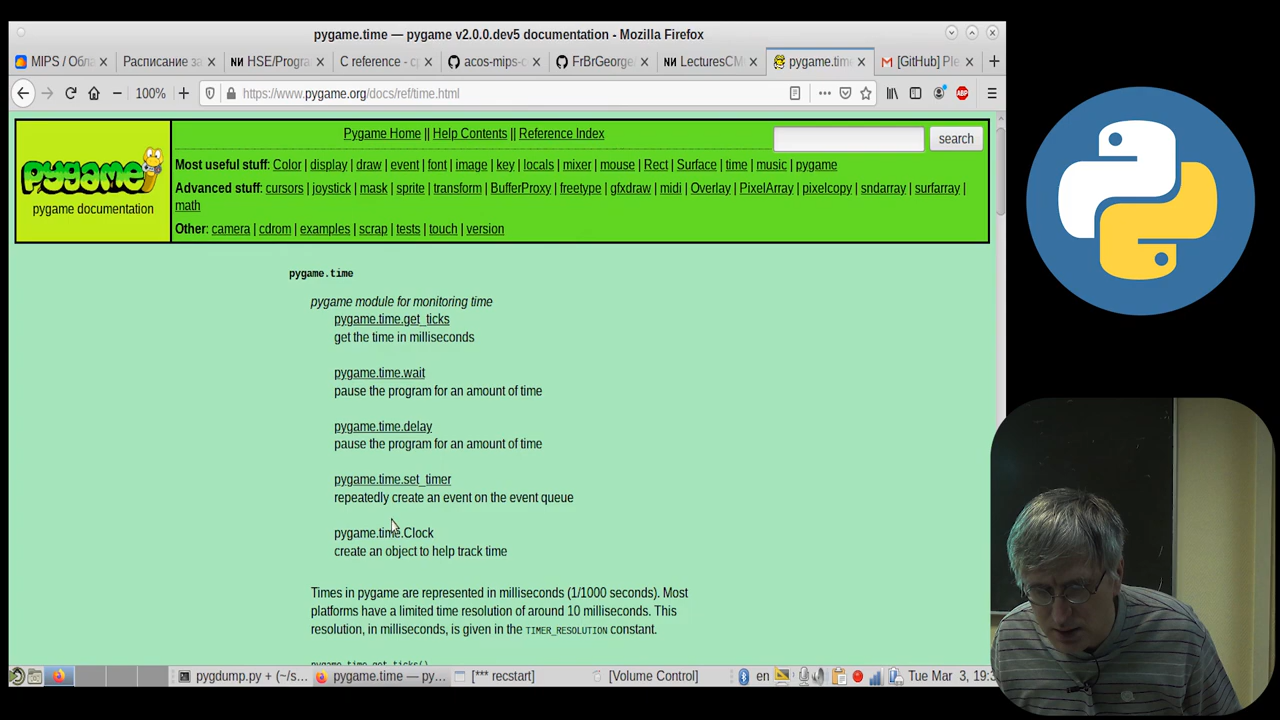 pygame.time — pygame v2.0.0.dev5 documentation - Mozilla Firefox
MIPS / Обла
Расписание за
HSE/Progra
C reference - c
acos-mips-c
FrBrGeorge
LecturesCM
pygame.time
[GitHub] Ple
100%
https://www.pygame.org/docs/ref/time.html
ABP
pygame
pygame documentation
Pygame Home || Help Contents || Reference Index
search
Most useful stuff: Color | display | draw | event | font | image | key | locals | mixer | mouse | Rect | Surface | time | music | pygame
Advanced stuff: cursors | joystick | mask | sprite | transform | BufferProxy | freetype | gfxdraw | midi | Overlay | PixelArray | pixelcopy | sndarray | surfarray |
math
Other: camera | cdrom | examples | scrap | tests | touch | version
pygame.time
pygame module for monitoring time
pygame.time.get_ticks
get the time in milliseconds
pygame.time.wait
pause the program for an amount of time
pygame.time.delay
pause the program for an amount of time
pygame.time.set_timer
repeatedly create an event on the event queue
pygame.time.Clock
create an object to help track time
Times in pygame are represented in milliseconds (1/1000 seconds). Most
platforms have a limited time resolution of around 10 milliseconds. This
resolution, in milliseconds, is given in the TIMER_RESOLUTION constant.
pygame.time.get_ticks()
pygdump.py + (~/s...
pygame.time — py...
[*** recstart]
[Volume Control]
en
Tue Mar 3, 19:3